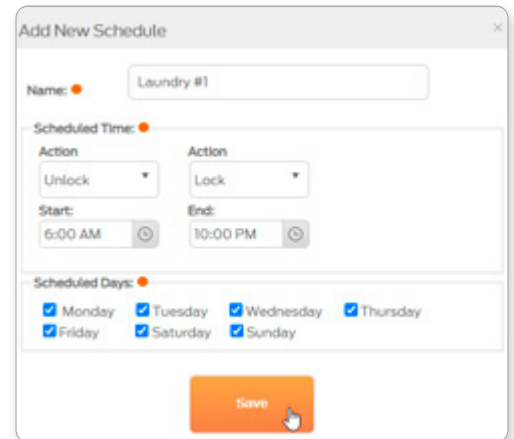 Add New Schedule ×
Name: Laundry #1
Scheduled Time:
Action Action
Unlock Lock
Start: End:
6:00 AM 10:00 PM
Scheduled Days:
Monday Tuesday Wednesday Thursday
Friday Saturday Sunday
Save